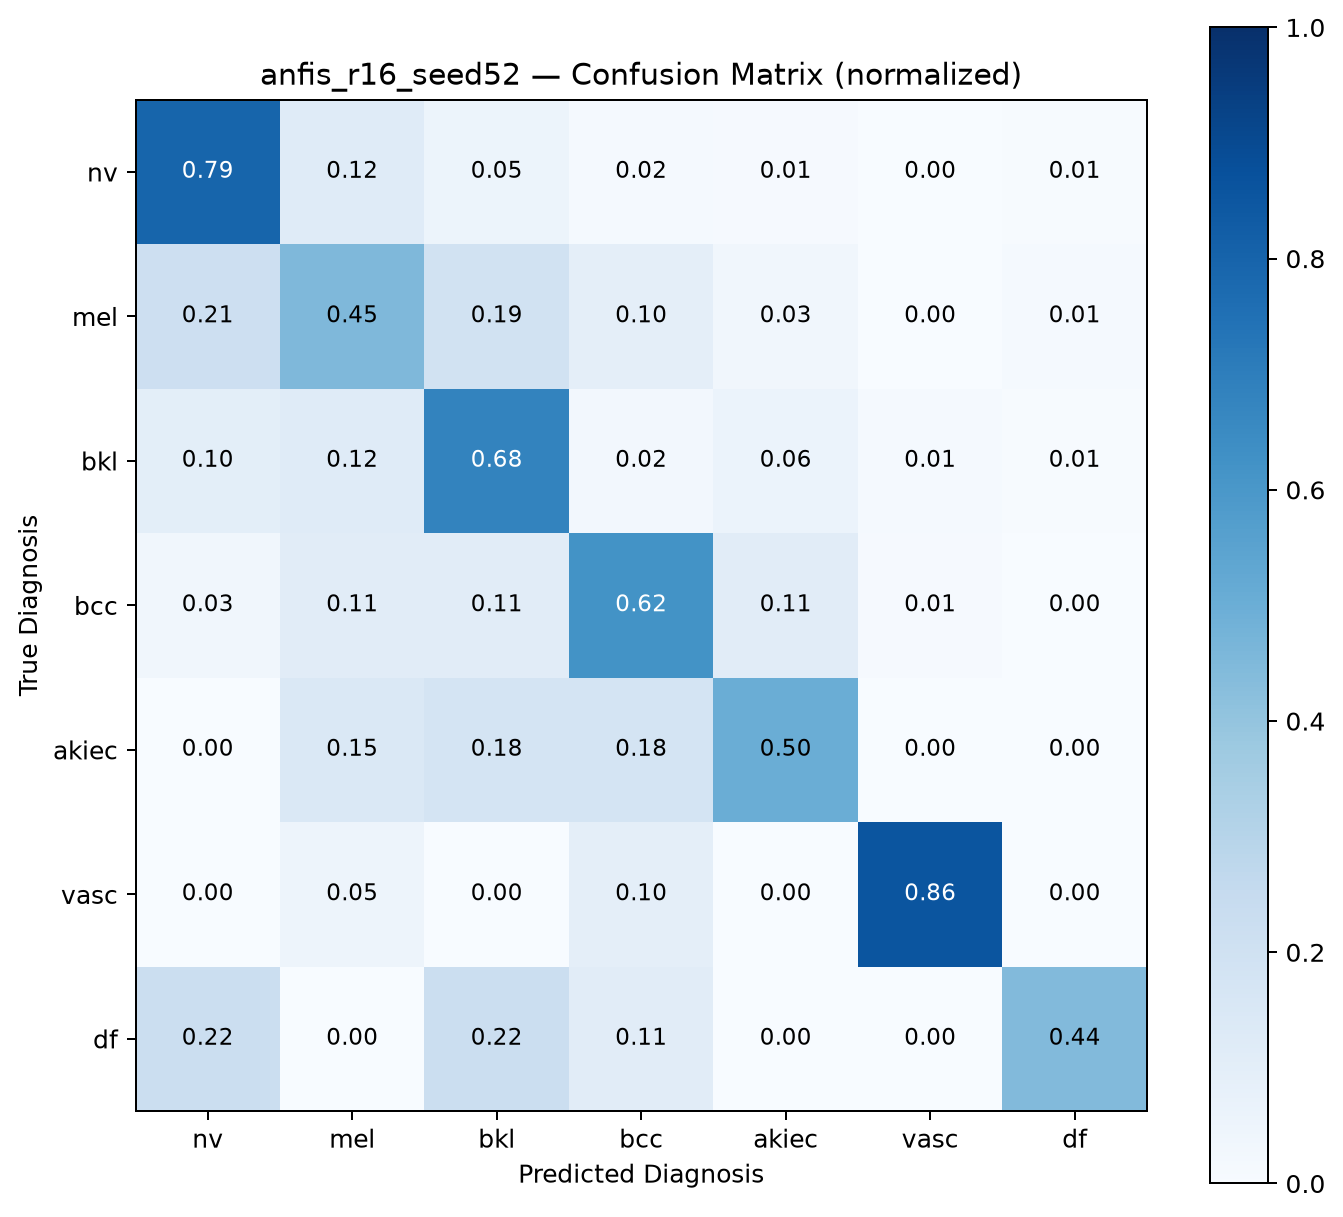 anfis_r16_seed52 — Confusion Matrix (normalized)
1.0
0.8
0.6
0.4
0.2
0.0
True Diagnosis
nv 0.79 0.12 0.05 0.02 0.01 0.00 0.01
mel 0.21 0.45 0.19 0.10 0.03 0.00 0.01
bkl 0.10 0.12 0.68 0.02 0.06 0.01 0.01
bcc 0.03 0.11 0.11 0.62 0.11 0.01 0.00
akiec 0.00 0.15 0.18 0.18 0.50 0.00 0.00
vasc 0.00 0.05 0.00 0.10 0.00 0.86 0.00
df 0.22 0.00 0.22 0.11 0.00 0.00 0.44
nv mel bkl bcc akiec vasc df
Predicted Diagnosis